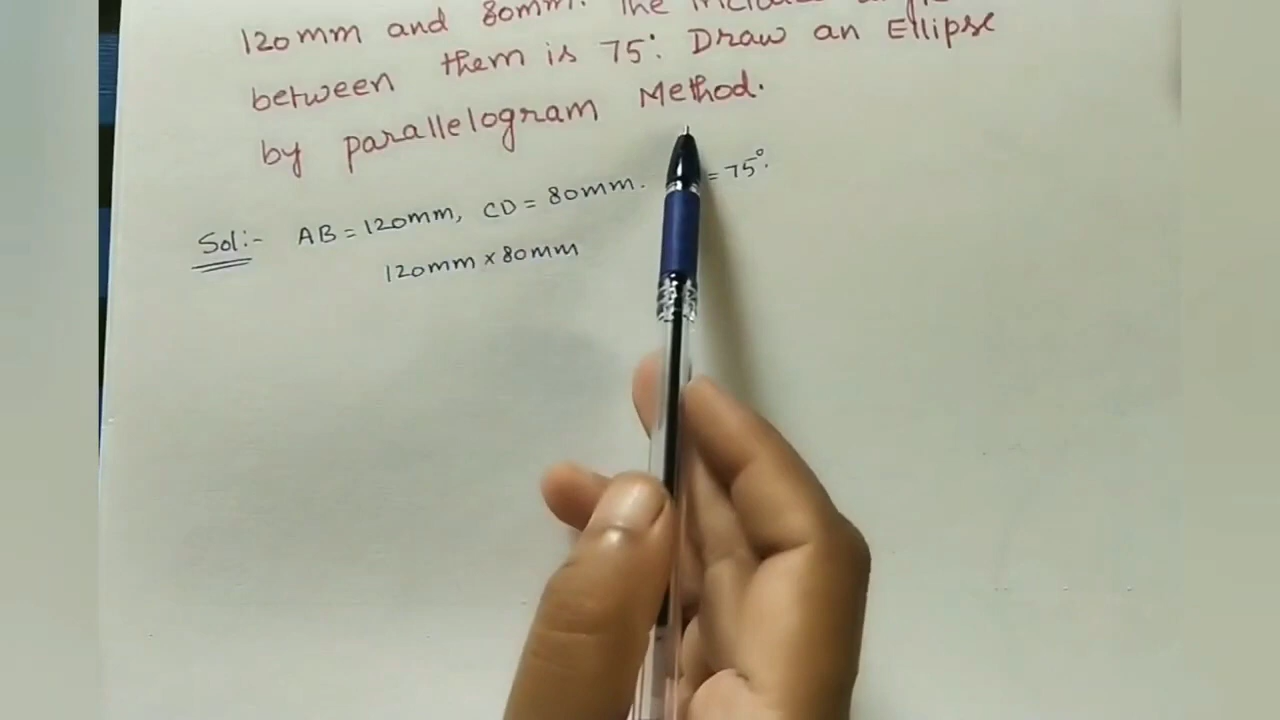 120mm and 80mm. The
between them is 75°. Draw an Ellipse
by parallelogram Method.
Sol:- AB = 120mm, CD = 80mm. = 75°.
120mm x 80mm